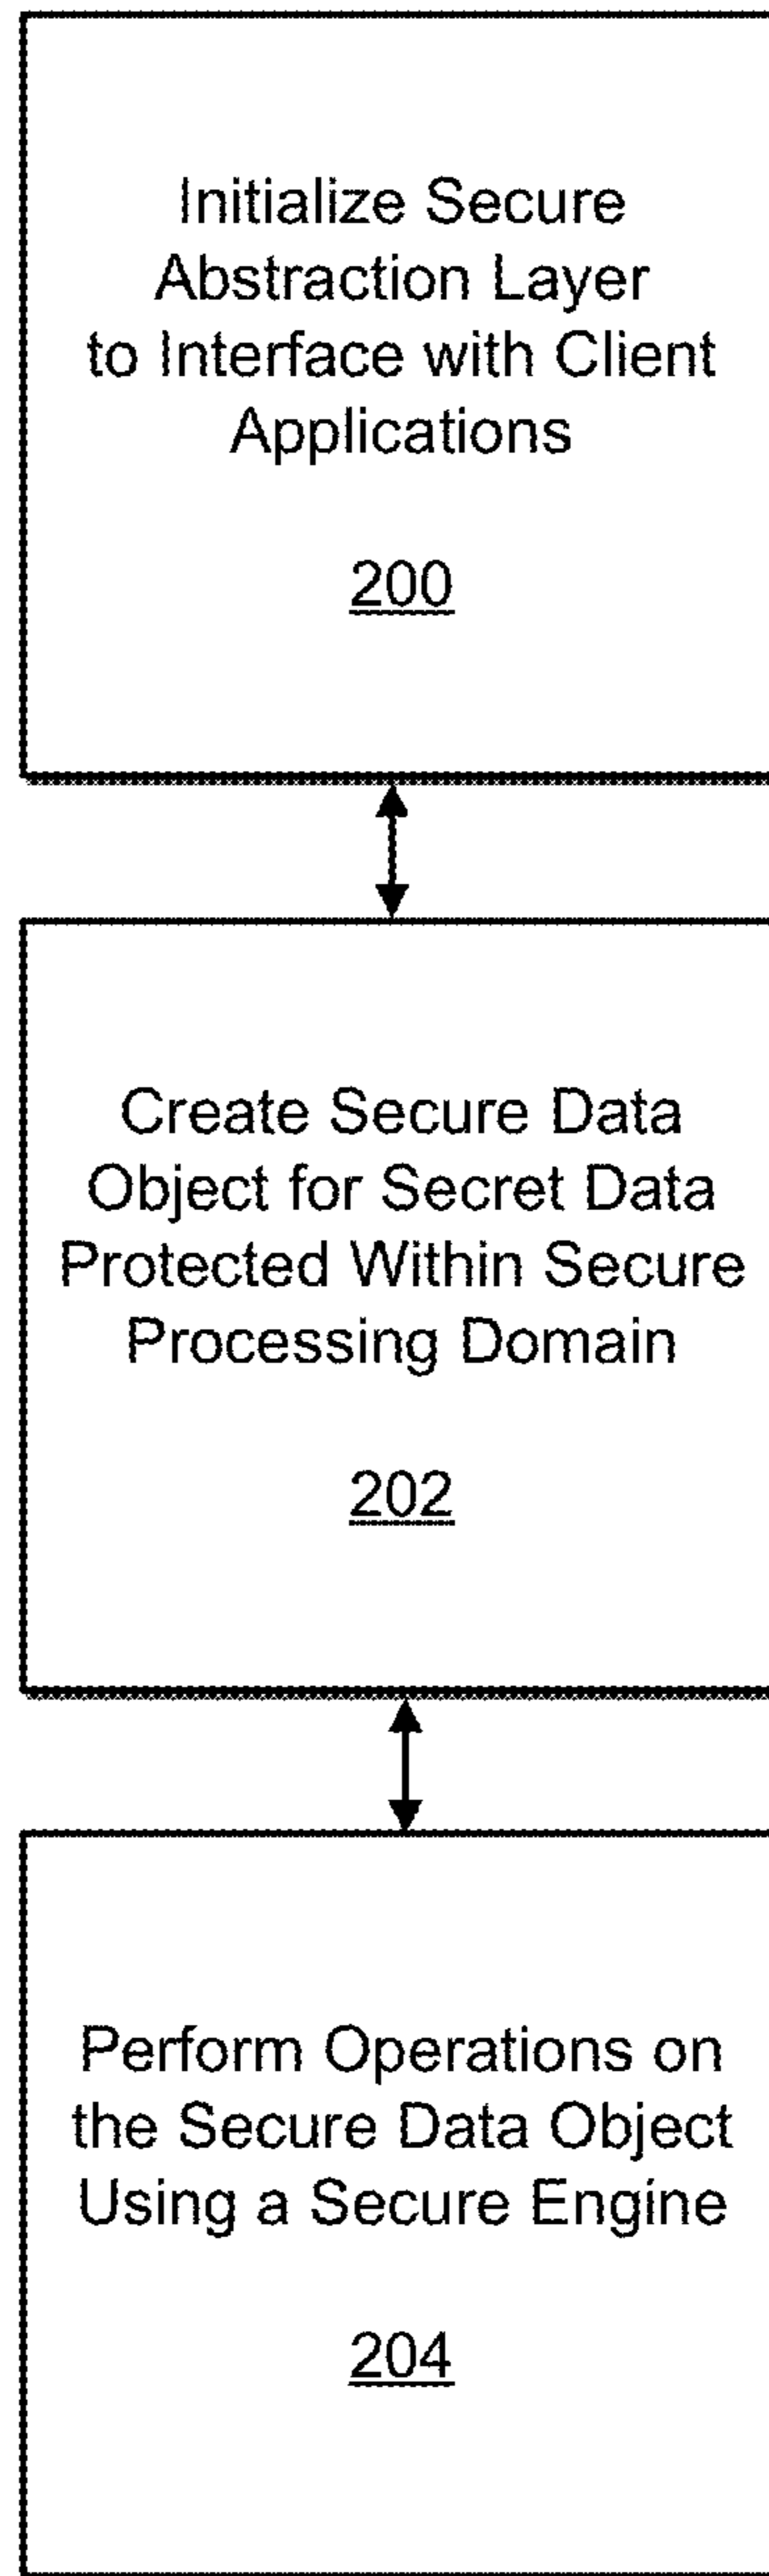 Initialize Secure
Abstraction Layer
to Interface with Client
Applications
200
Create Secure Data
Object for Secret Data
Protected Within Secure
Processing Domain
202
Perform Operations on
the Secure Data Object
Using a Secure Engine
204